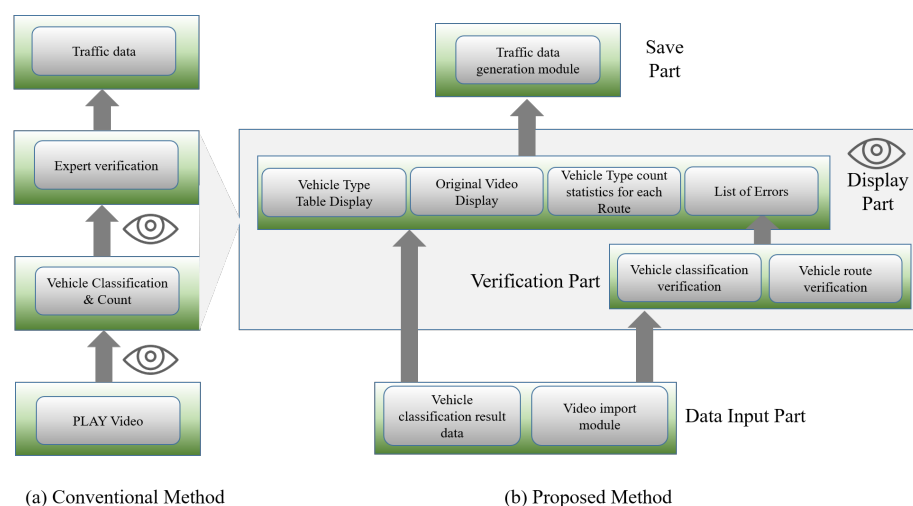 Traffic data
Expert verification
Vehicle Classification
& Count
PLAY Video
(a) Conventional Method
Traffic data
generation module
Save
Part
Vehicle Type
Table Display
Original Video
Display
Vehicle Type count
statistics for each
Route
List of Errors
Display
Part
Verification Part
Vehicle classification
verification
Vehicle route
verification
Vehicle
classification result
data
Video import
module
Data Input Part
(b) Proposed Method